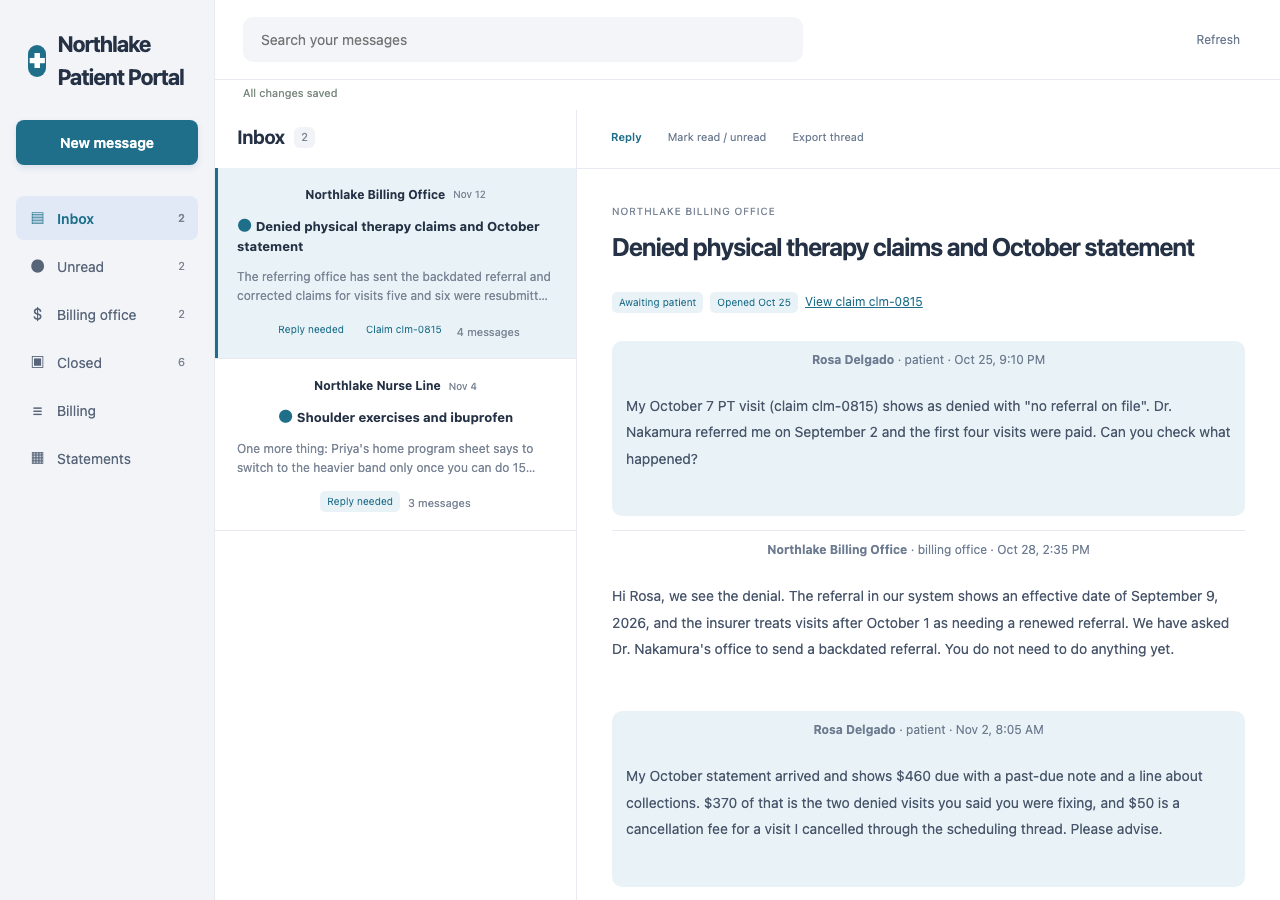 Northlake
Patient Portal
New message
Inbox 2
Unread 2
$ Billing office 2
Closed 6
Billing
Statements
Search your messages
Refresh
All changes saved
Inbox 2
Northlake Billing Office Nov 12
Denied physical therapy claims and October
statement
The referring office has sent the backdated referral and
corrected claims for visits five and six were resubmitt...
Reply needed Claim clm-0815 4 messages
Northlake Nurse Line Nov 4
Shoulder exercises and ibuprofen
One more thing: Priya's home program sheet says to
switch to the heavier band only once you can do 15...
Reply needed 3 messages
Reply Mark read / unread Export thread
NORTHLAKE BILLING OFFICE
Denied physical therapy claims and October statement
Awaiting patient Opened Oct 25 View claim clm-0815
Rosa Delgado · patient · Oct 25, 9:10 PM
My October 7 PT visit (claim clm-0815) shows as denied with "no referral on file". Dr.
Nakamura referred me on September 2 and the first four visits were paid. Can you check what
happened?
Northlake Billing Office · billing office · Oct 28, 2:35 PM
Hi Rosa, we see the denial. The referral in our system shows an effective date of September 9,
2026, and the insurer treats visits after October 1 as needing a renewed referral. We have asked
Dr. Nakamura's office to send a backdated referral. You do not need to do anything yet.
Rosa Delgado · patient · Nov 2, 8:05 AM
My October statement arrived and shows $460 due with a past-due note and a line about
collections. $370 of that is the two denied visits you said you were fixing, and $50 is a
cancellation fee for a visit I cancelled through the scheduling thread. Please advise.